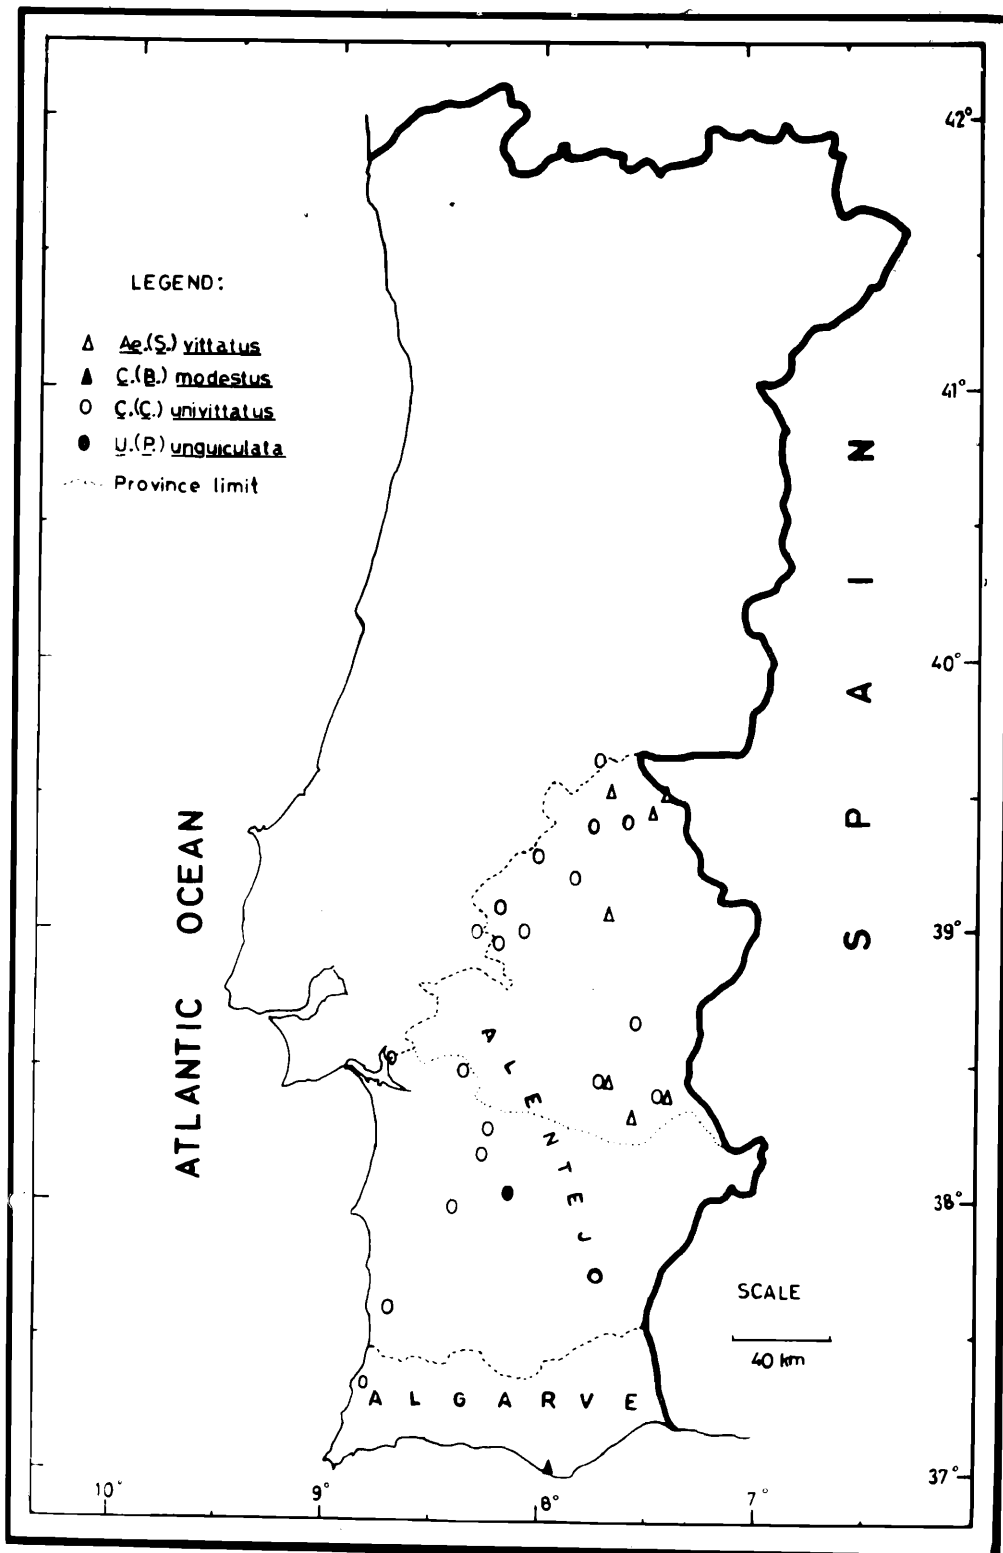 42°
LEGEND:
Ae.(S.) vittatus
C.(B.) modestus
C.(C.) univittatus
U.(P.) unguiculata
Province limit
41°
SPAIN
40°
ATLANTIC OCEAN
39°
ALENTEJO
38°
SCALE
40 km
ALGARVE
37°
10° 9° 8° 7°